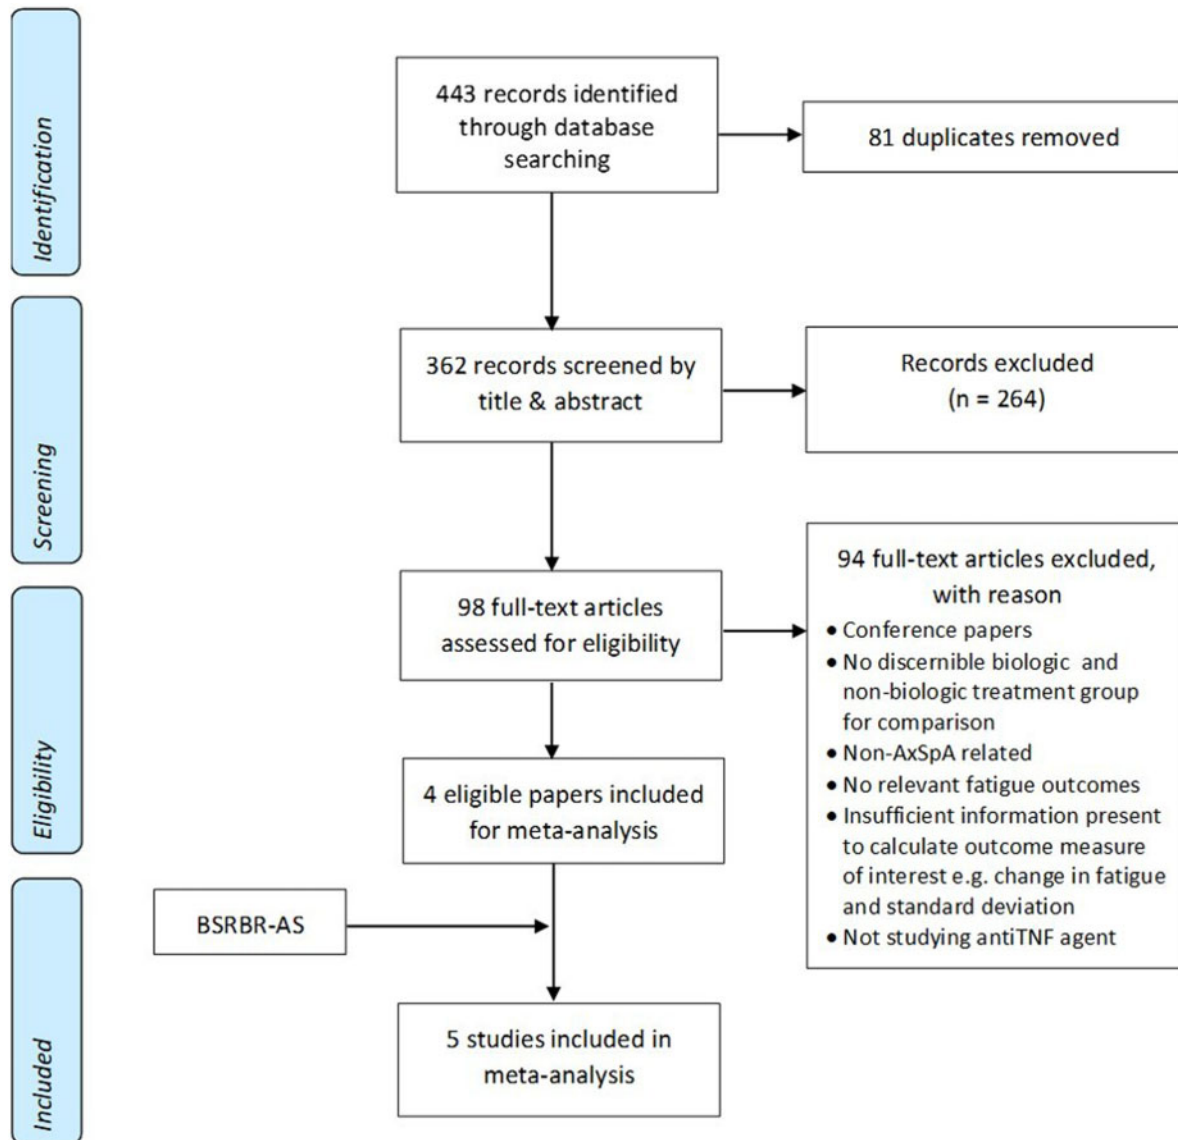 Identification
443 records identified
through database
searching
81 duplicates removed
Screening
362 records screened by
title & abstract
Records excluded
(n = 264)
Eligibility
98 full-text articles
assessed for eligibility
94 full-text articles excluded,
with reason
• Conference papers
• No discernible biologic and
non-biologic treatment group
for comparison
• Non-AxSpA related
• No relevant fatigue outcomes
• Insufficient information present
to calculate outcome measure
of interest e.g. change in fatigue
and standard deviation
• Not studying antiTNF agent
4 eligible papers included
for meta-analysis
Included
BSRBR-AS
5 studies included in
meta-analysis